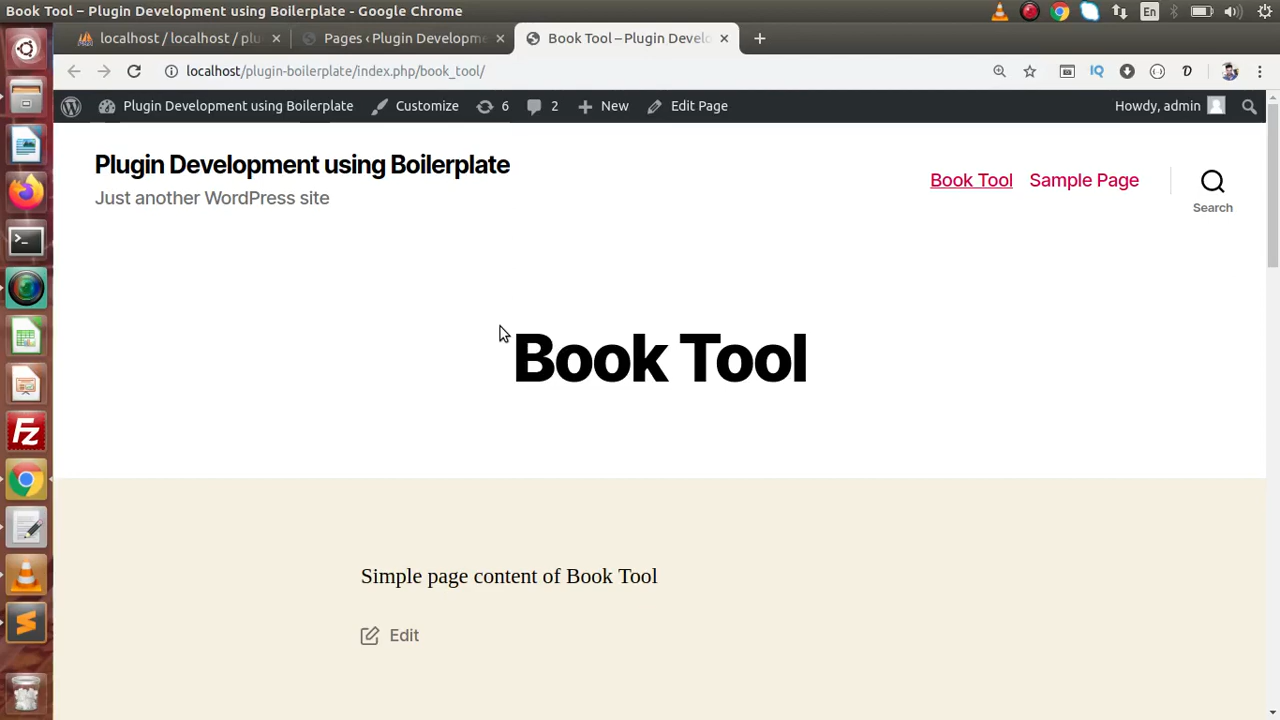 Book Tool – Plugin Development using Boilerplate - Google Chrome
En
localhost / localhost / plu
Pages ‹ Plugin Developme
Book Tool – Plugin Develo
localhost/plugin-boilerplate/index.php/book_tool/
IQ
Plugin Development using Boilerplate
Customize
6
2
New
Edit Page
Howdy, admin
Plugin Development using Boilerplate
Just another WordPress site
Book Tool
Sample Page
Search
Book Tool
Simple page content of Book Tool
Edit